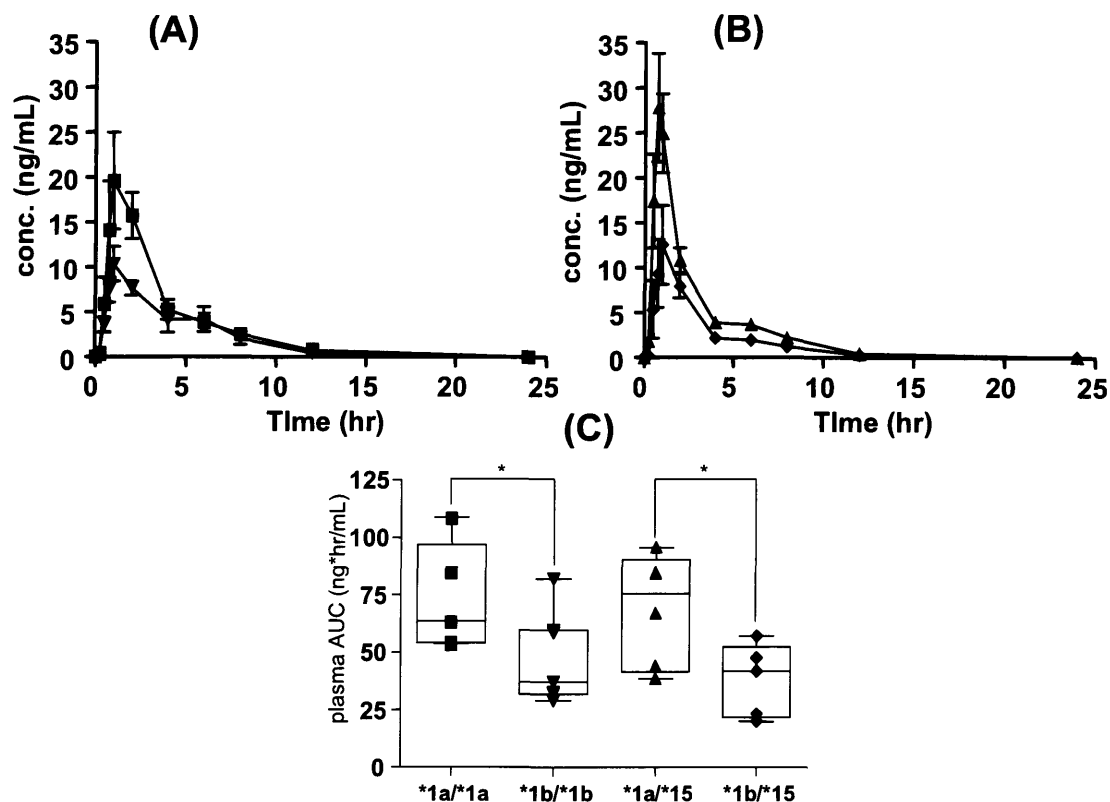 (A) (B)
35 35
30 30
25 25
20 20
15 15
10 10
5 5
0 0
conc. (ng/mL) conc. (ng/mL)
0 5 10 15 20 25 0 5 10 15 20 25
TIme (hr) TIme (hr)
(C)
* *
125
100
75
50
25
0
plasma AUC (ng*hr/mL)
*1a/*1a *1b/*1b *1a/*15 *1b/*15